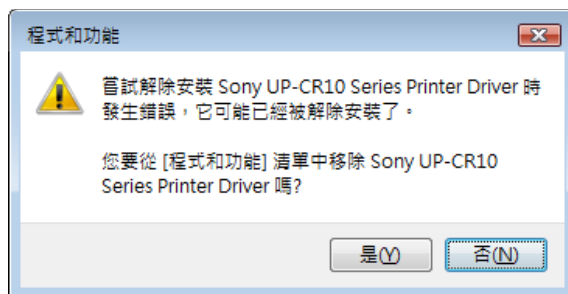 程式和功能
嘗試解除安裝 Sony UP-CR10 Series Printer Driver 時
發生錯誤，它可能已經被解除安裝了。
您要從 [程式和功能] 清單中移除 Sony UP-CR10
Series Printer Driver 嗎?
是(Y) 否(N)